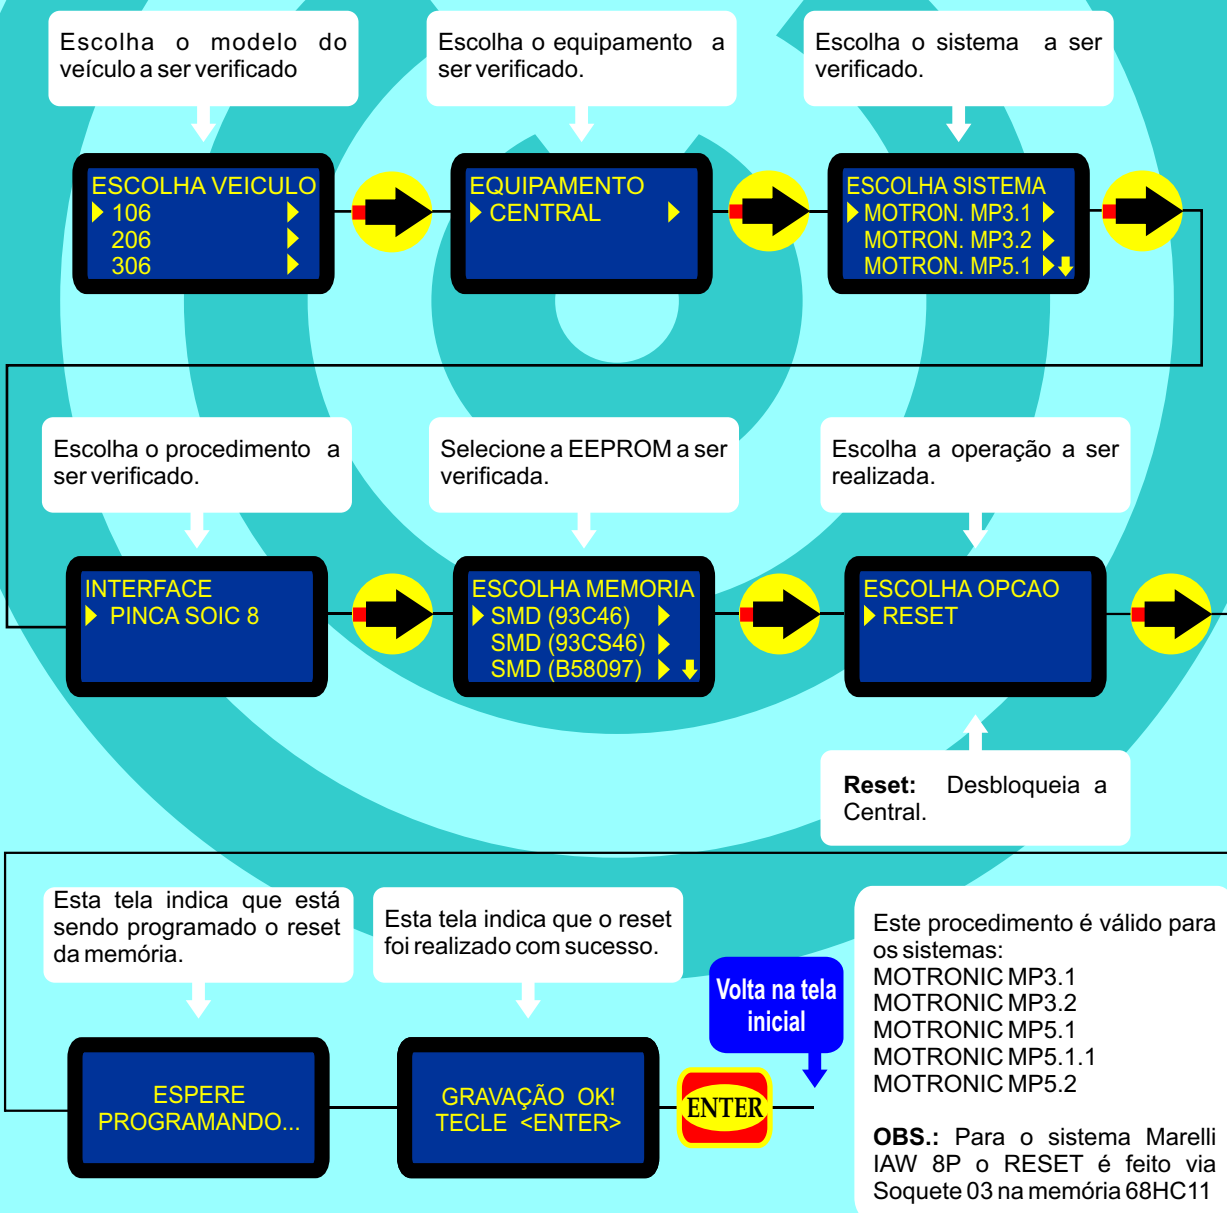 Escolha o modelo do
veículo a ser verificado
Escolha o equipamento a
ser verificado.
Escolha o sistema a ser
verificado.
ESCOLHA VEICULO
106
206
306
EQUIPAMENTO
CENTRAL
ESCOLHA SISTEMA
MOTRON. MP3.1
MOTRON. MP3.2
MOTRON. MP5.1
Escolha o procedimento a
ser verificado.
Selecione a EEPROM a ser
verificada.
Escolha a operação a ser
realizada.
INTERFACE
PINCA SOIC 8
ESCOLHA MEMORIA
SMD (93C46)
SMD (93CS46)
SMD (B58097)
ESCOLHA OPCAO
RESET
Reset: Desbloqueia a
Central.
Esta tela indica que está
sendo programado o reset
da memória.
Esta tela indica que o reset
foi realizado com sucesso.
ESPERE
PROGRAMANDO...
GRAVAÇÃO OK!
TECLE <ENTER>
ENTER
Volta na tela
inicial
Este procedimento é válido para
os sistemas:
MOTRONIC MP3.1
MOTRONIC MP3.2
MOTRONIC MP5.1
MOTRONIC MP5.1.1
MOTRONIC MP5.2
OBS.: Para o sistema Marelli
IAW 8P o RESET é feito via
Soquete 03 na memória 68HC11